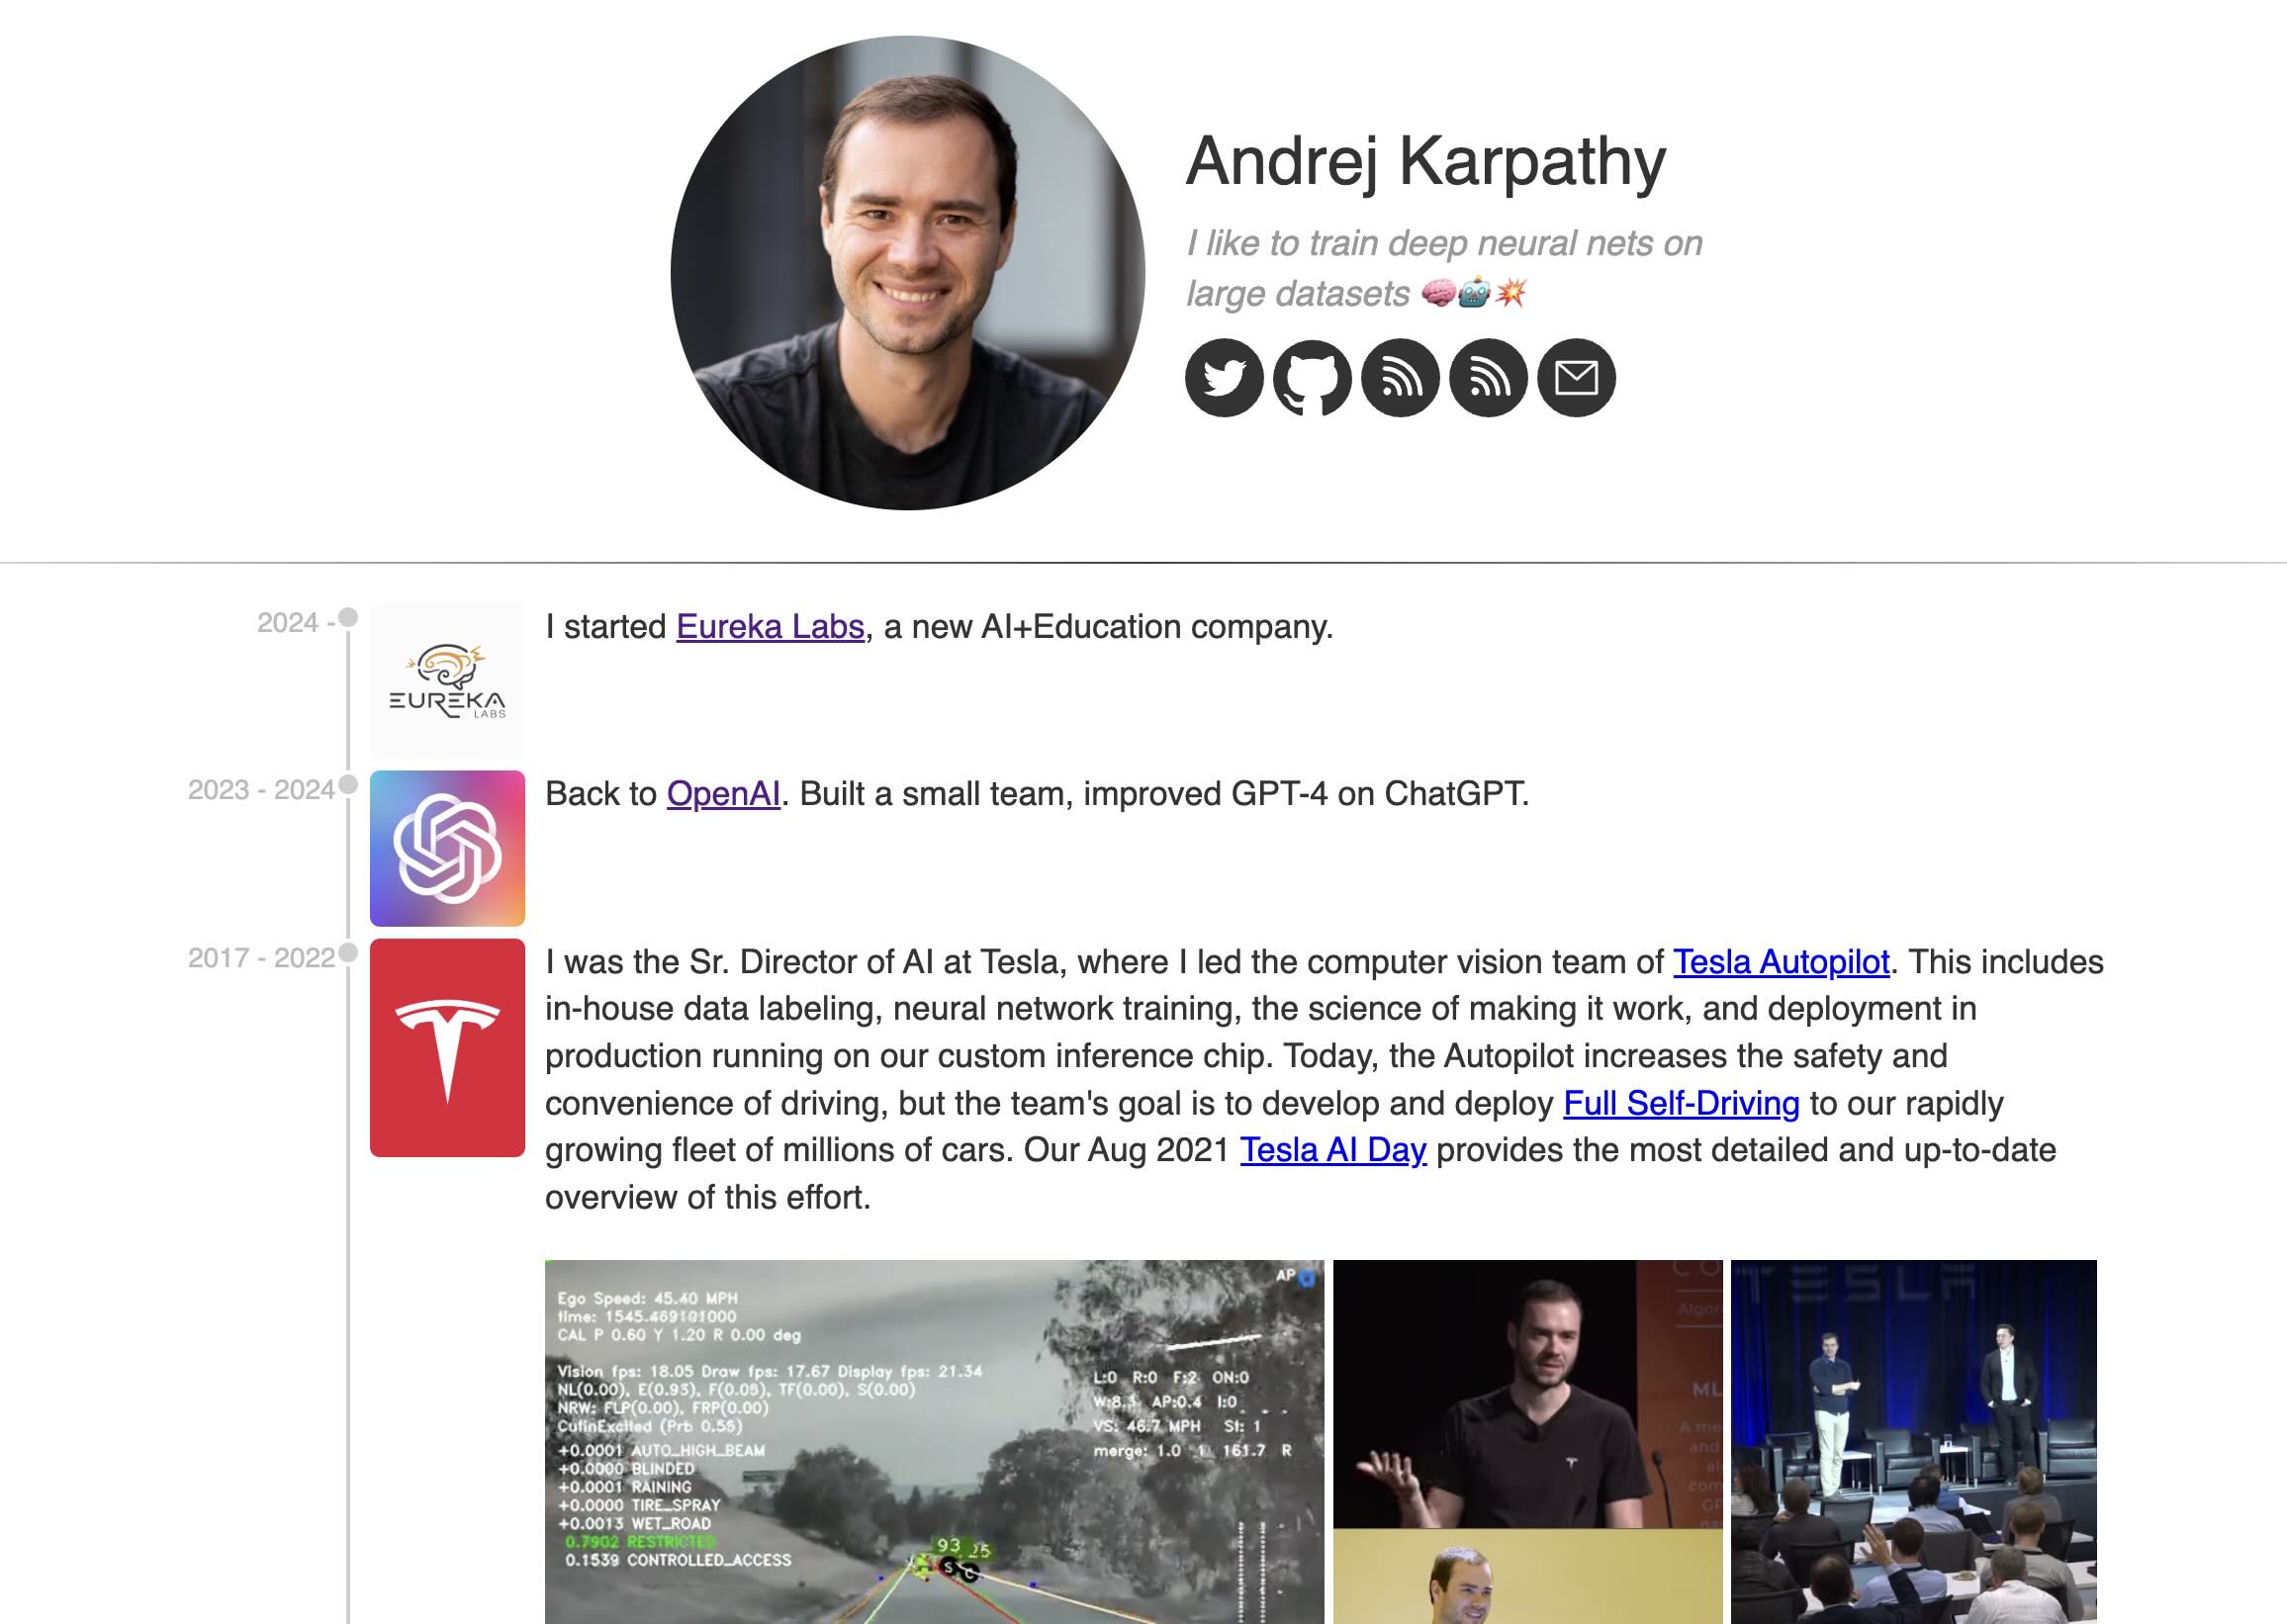 Andrej Karpathy
I like to train deep neural nets on
large datasets 🧠🤖💥
2024 -
EUREKA
LABS
I started Eureka Labs, a new AI+Education company.
2023 - 2024
Back to OpenAI. Built a small team, improved GPT-4 on ChatGPT.
2017 - 2022
I was the Sr. Director of AI at Tesla, where I led the computer vision team of Tesla Autopilot. This includes
in-house data labeling, neural network training, the science of making it work, and deployment in
production running on our custom inference chip. Today, the Autopilot increases the safety and
convenience of driving, but the team's goal is to develop and deploy Full Self-Driving to our rapidly
growing fleet of millions of cars. Our Aug 2021 Tesla AI Day provides the most detailed and up-to-date
overview of this effort.
AP
Ego Speed: 45.40 MPH
time: 1545.469101000
CAL P 0.60 Y 1.20 R 0.00 deg
Vision fps: 18.05 Draw fps: 17.67 Display fps: 21.34
NL(0.00), E(0.93), F(0.05), TF(0.00), S(0.00)
NRW: FLP(0.00), FRP(0.00)
CutinExcited (Prb 0.55)
+0.0001 AUTO_HIGH_BEAM
+0.0000 BLINDED
+0.0001 RAINING
+0.0000 TIRE_SPRAY
+0.0013 WET_ROAD
0.7902 RESTRICTED
0.1539 CONTROLLED_ACCESS
L:0 R:0 F:2 ON:0
W:8.3 AP:0.4 I:0
VS: 46.7 MPH St: 1
merge: 1.0 1 161.7 R
93 25
S C
CO
Algor
ML
A me
and
al
com
GP
TESLA